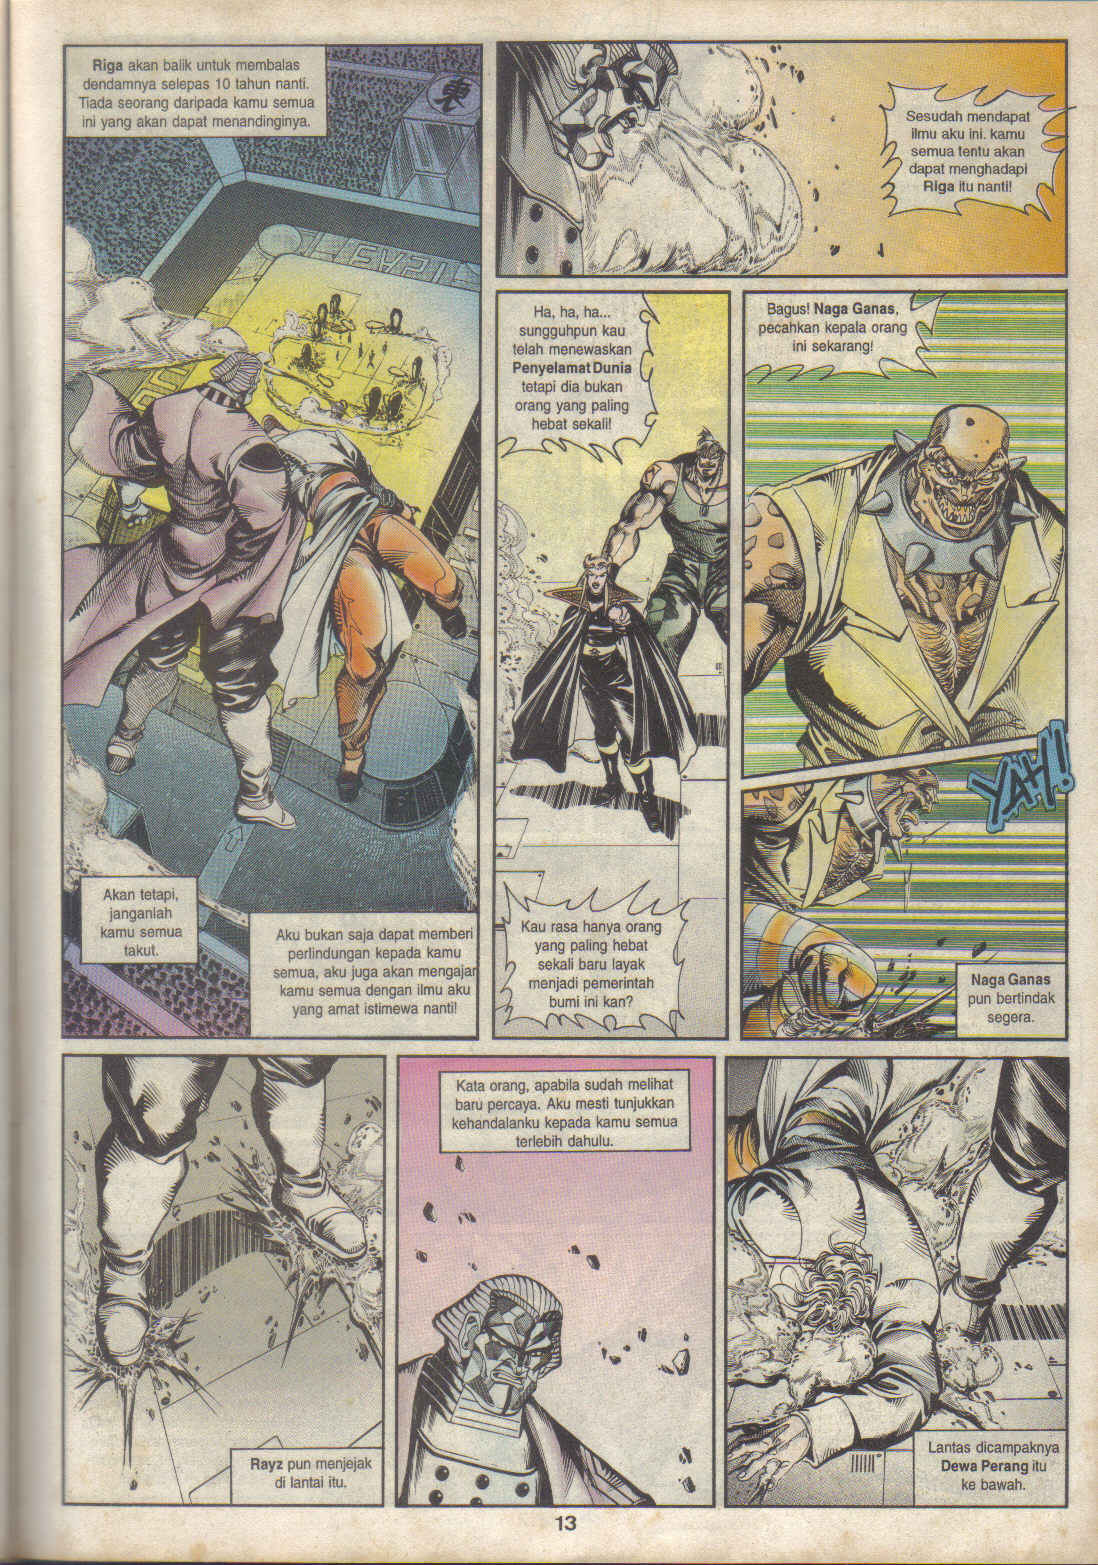 Riga akan balik untuk membalas
dendamnya selepas 10 tahun nanti.
Tiada seorang daripada kamu semua
ini yang akan dapat menandinginya.
Akan tetapi,
janganlah
kamu semua
takut.
Aku bukan saja dapat memberi
perlindungan kepada kamu
semua, aku juga akan mengajar
kamu semua dengan ilmu aku
yang amat istimewa nanti!
Sesudah mendapat
ilmu aku ini. kamu
semua tentu akan
dapat menghadapi
Riga itu nanti!
Ha, ha, ha...
sungguhpun kau
telah menewaskan
Penyelamat Dunia
tetapi dia bukan
orang yang paling
hebat sekali!
Kau rasa hanya orang
yang paling hebat
sekali baru layak
menjadi pemerintah
bumi ini kan?
Bagus! Naga Ganas,
pecahkan kepala orang
ini sekarang!
YAH!
Naga Ganas
pun bertindak
segera.
Rayz pun menjejak
di lantai itu.
Kata orang, apabila sudah melihat
baru percaya. Aku mesti tunjukkan
kehandalanku kepada kamu semua
terlebih dahulu.
Lantas dicampaknya
Dewa Perang itu
ke bawah.
13